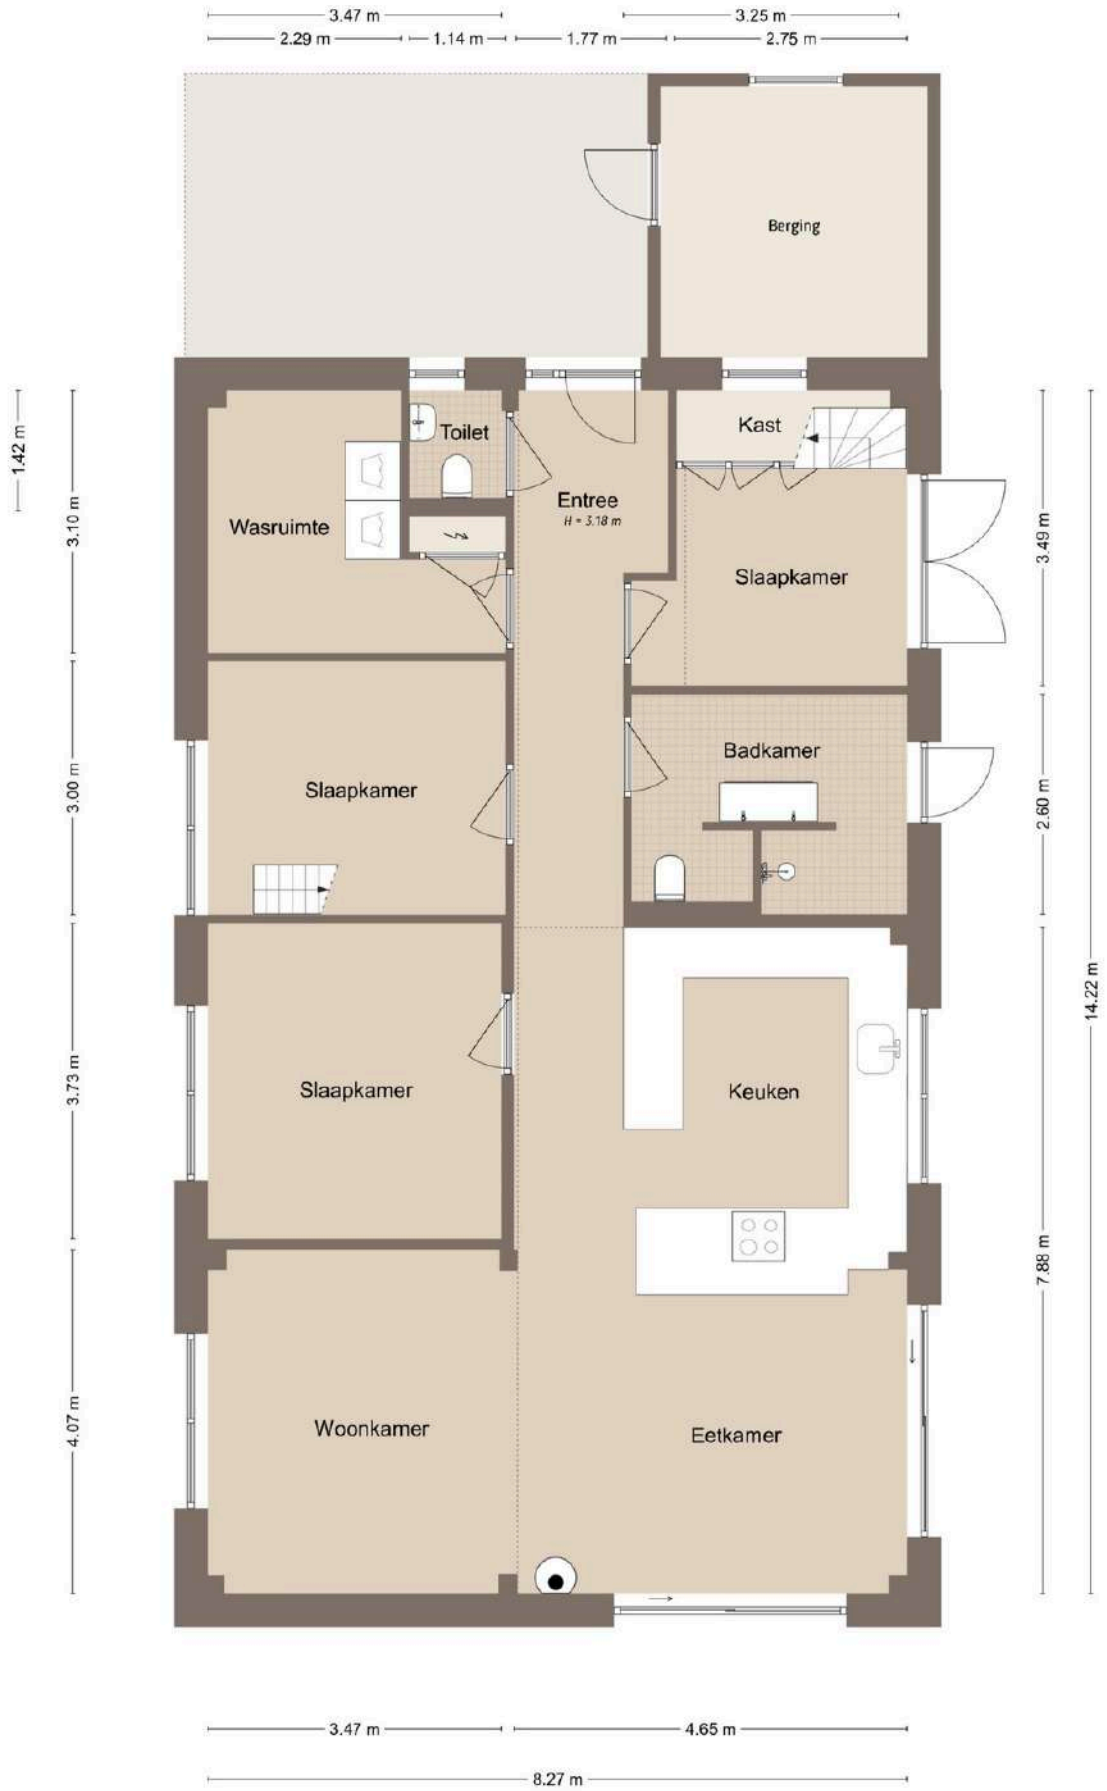 3.47 m
3.25 m
2.29 m
1.14 m
1.77 m
2.75 m
Berging
1.42 m
3.10 m
Toilet
Kast
Wasruimte
Entree
H = 3.18 m
Slaapkamer
3.49 m
3.00 m
Slaapkamer
Badkamer
2.60 m
14.22 m
3.73 m
Slaapkamer
Keuken
7.88 m
4.07 m
Woonkamer
Eetkamer
3.47 m
4.65 m
8.27 m